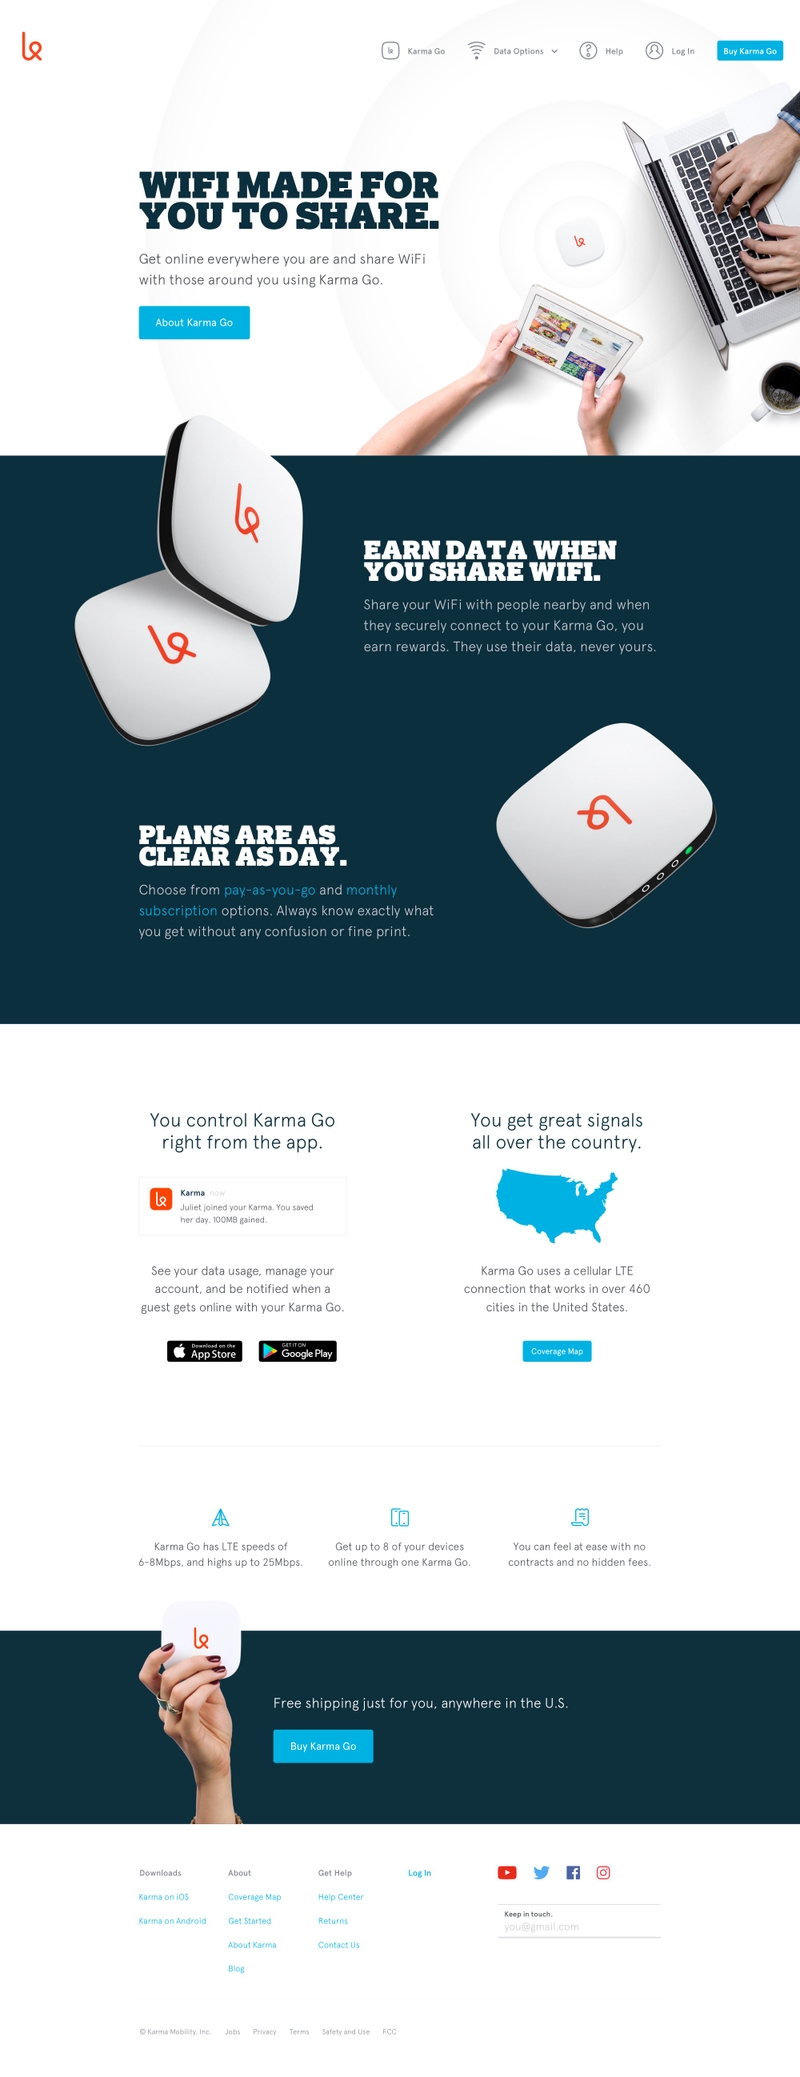 Karma Go
Data Options
Help
Log In
Buy Karma Go
WIFI MADE FOR
YOU TO SHARE.
Get online everywhere you are and share WiFi
with those around you using Karma Go.
About Karma Go
EARN DATA WHEN
YOU SHARE WIFI.
Share your WiFi with people nearby and when
they securely connect to your Karma Go, you
earn rewards. They use their data, never yours.
PLANS ARE AS
CLEAR AS DAY.
Choose from pay-as-you-go and monthly
subscription options. Always know exactly what
you get without any confusion or fine print.
You control Karma Go
right from the app.
Karma now
Juliet joined your Karma. You saved
her day. 100MB gained.
See your data usage, manage your
account, and be notified when a
guest gets online with your Karma Go.
Download on the
App Store
GET IT ON
Google Play
You get great signals
all over the country.
Karma Go uses a cellular LTE
connection that works in over 460
cities in the United States.
Coverage Map
Karma Go has LTE speeds of
6-8Mbps, and highs up to 25Mbps.
Get up to 8 of your devices
online through one Karma Go.
You can feel at ease with no
contracts and no hidden fees.
Free shipping just for you, anywhere in the U.S.
Buy Karma Go
Downloads
Karma on iOS
Karma on Android
About
Coverage Map
Get Started
About Karma
Blog
Get Help
Help Center
Returns
Contact Us
Log In
Keep in touch.
you@gmail.com
© Karma Mobility, Inc. Jobs Privacy Terms Safety and Use FCC